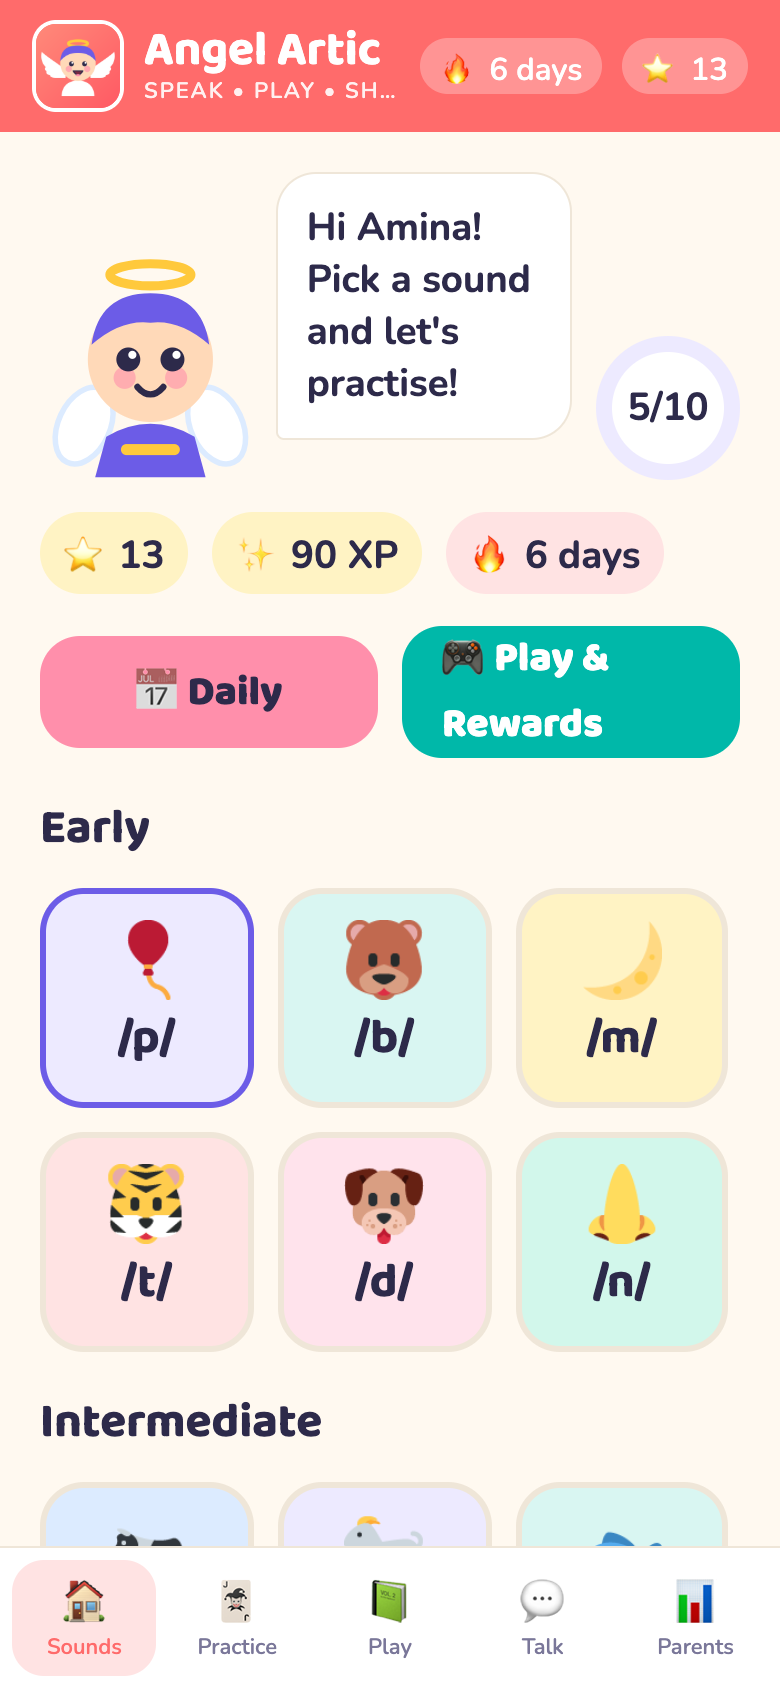 Angel Artic
SPEAK • PLAY • SH...
6 days
13
Hi Amina!
Pick a sound
and let's
practise!
5/10
13
90 XP
6 days
JUL
17
Daily
Play &
Rewards
Early
/p/
/b/
/m/
/t/
/d/
/n/
Intermediate
Sounds
Practice
Play
Talk
Parents